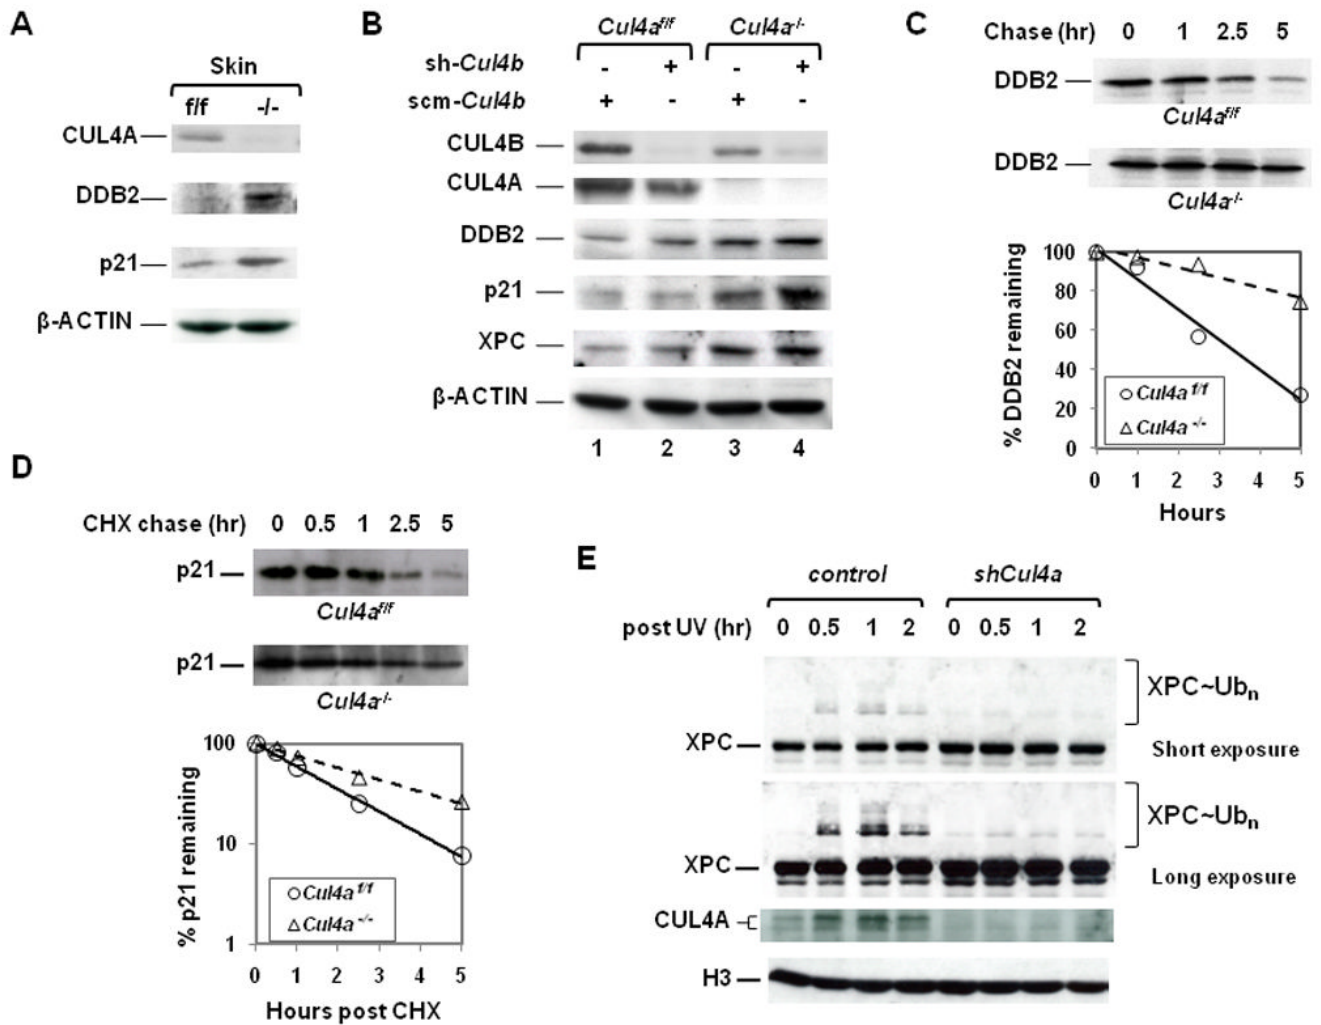 A
Skin
f/f -/-
CUL4A
DDB2
p21
β-ACTIN
B
Cul4a^f/f Cul4a^-/-
sh-Cul4b - + - +
scm-Cul4b + - + -
CUL4B
CUL4A
DDB2
p21
XPC
β-ACTIN
1 2 3 4
C
Chase (hr) 0 1 2.5 5
DDB2
Cul4a^f/f
DDB2
Cul4a^-/-
% DDB2 remaining
100
80
60
40
20
0
Cul4a^f/f
Cul4a^-/-
0 1 2 3 4 5
Hours
D
CHX chase (hr) 0 0.5 1 2.5 5
p21
Cul4a^f/f
p21
Cul4a^-/-
% p21 remaining
100
10
1
Cul4a^f/f
Cul4a^-/-
0 1 2 3 4 5
Hours post CHX
E
control shCul4a
post UV (hr) 0 0.5 1 2 0 0.5 1 2
XPC~Ubn
XPC
Short exposure
XPC~Ubn
XPC
Long exposure
CUL4A
H3